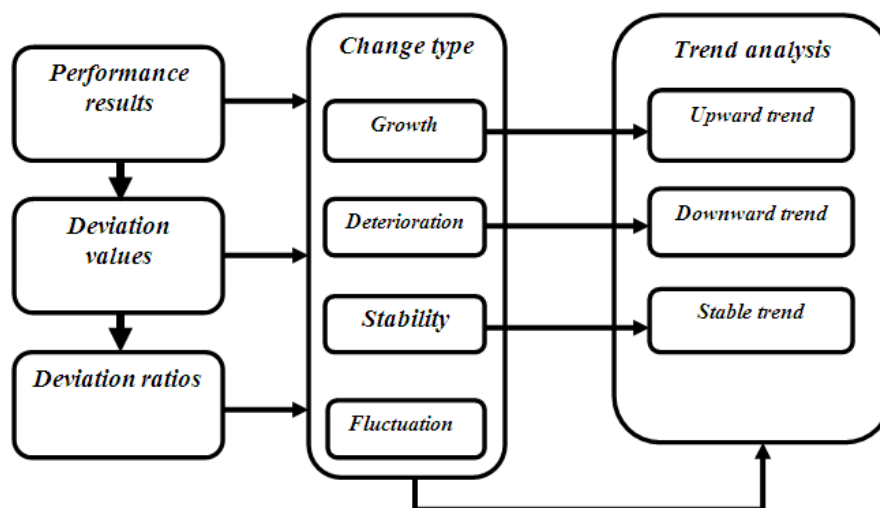 Performance
results
Deviation
values
Deviation ratios
Change type
Growth
Deterioration
Stability
Fluctuation
Trend analysis
Upward trend
Downward trend
Stable trend